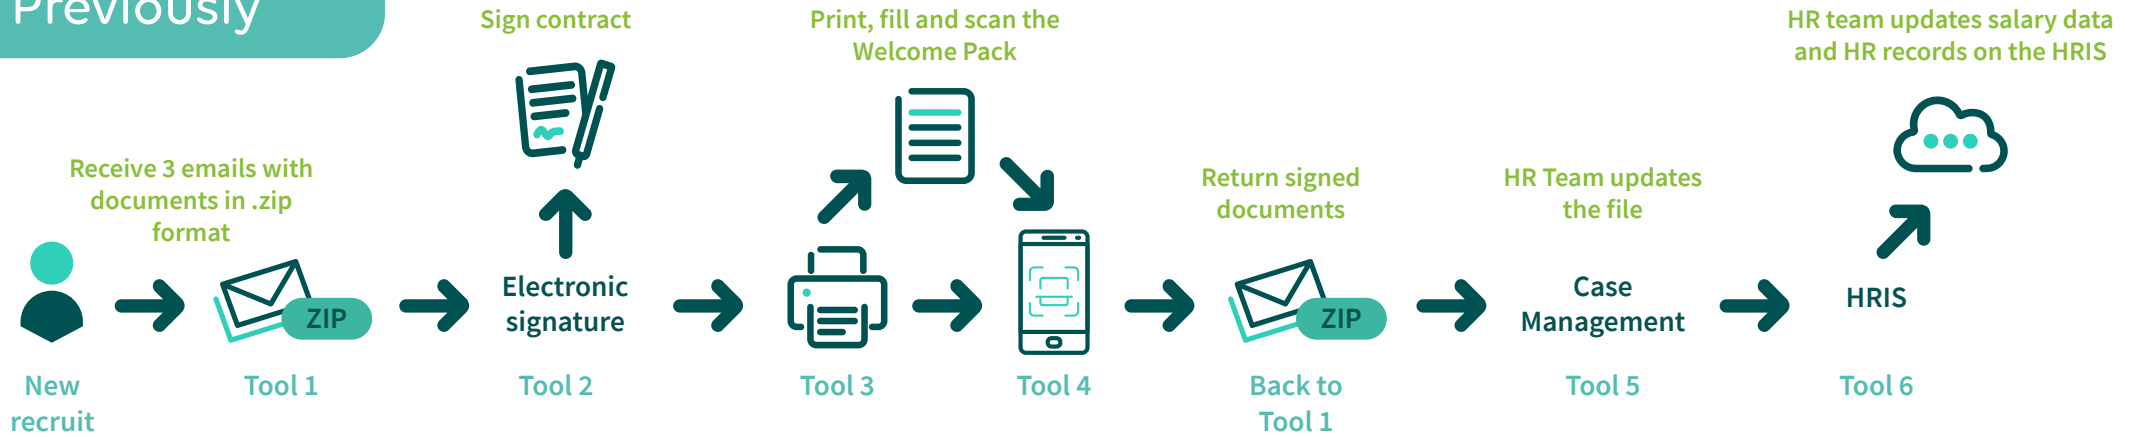 Previously
Receive 3 emails with
documents in .zip
format
Sign contract
Print, fill and scan the
Welcome Pack
Return signed
documents
HR Team updates
the file
HR team updates salary data
and HR records on the HRIS
ZIP
Electronic
signature
ZIP
Case
Management
HRIS
New
recruit
Tool 1
Tool 2
Tool 3
Tool 4
Back to
Tool 1
Tool 5
Tool 6